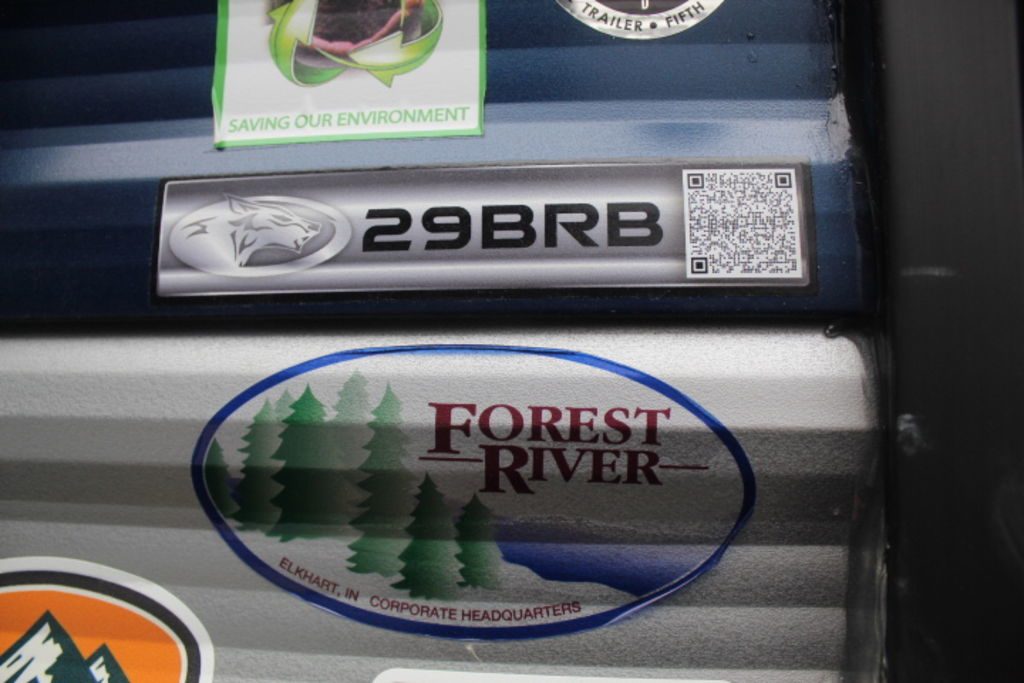 TRAILER • FIFTH
SAVING OUR ENVIRONMENT
29BRB
FOREST
RIVER
ELKHART, IN CORPORATE HEADQUARTERS